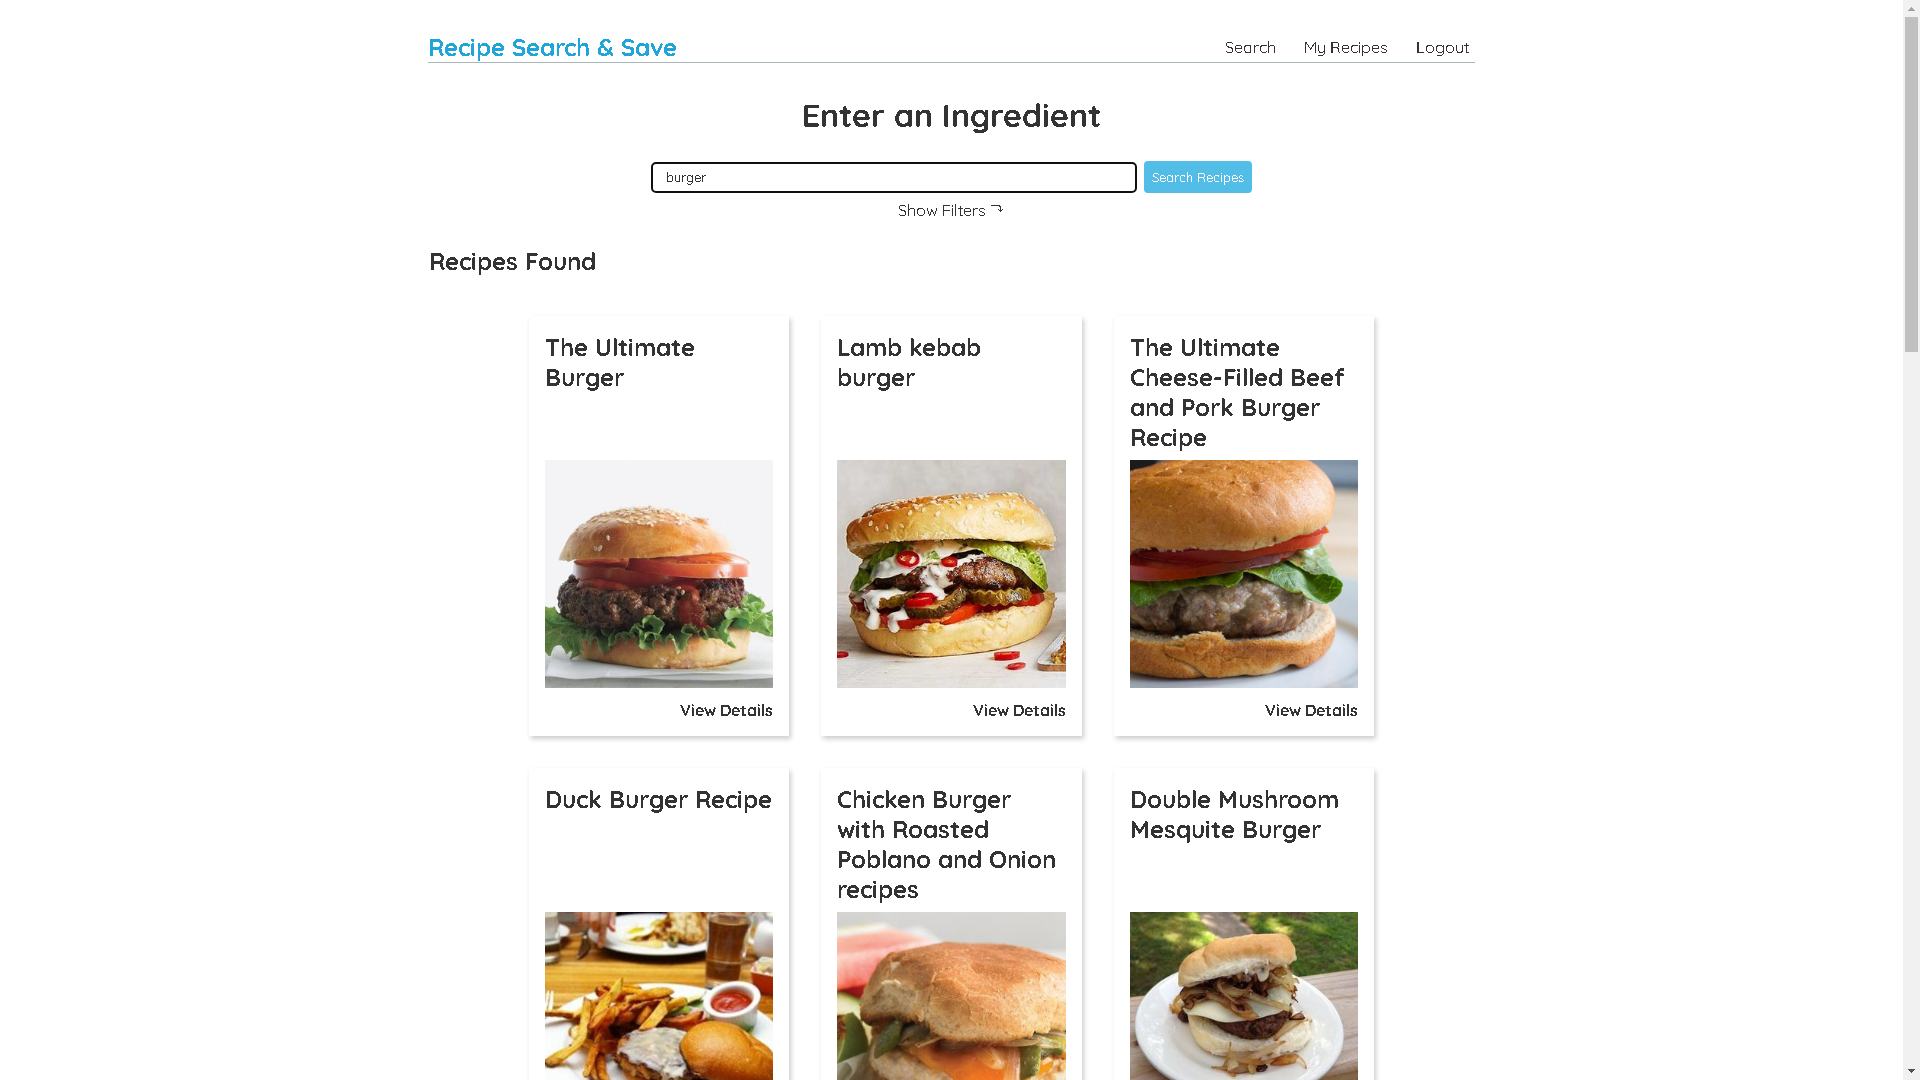 Recipe Search & Save
Search
My Recipes
Logout
Enter an Ingredient
burger
Search Recipes
Show Filters ⤵
Recipes Found
The Ultimate
Burger
View Details
Lamb kebab
burger
View Details
The Ultimate
Cheese-Filled Beef
and Pork Burger
Recipe
View Details
Duck Burger Recipe
Chicken Burger
with Roasted
Poblano and Onion
recipes
Double Mushroom
Mesquite Burger